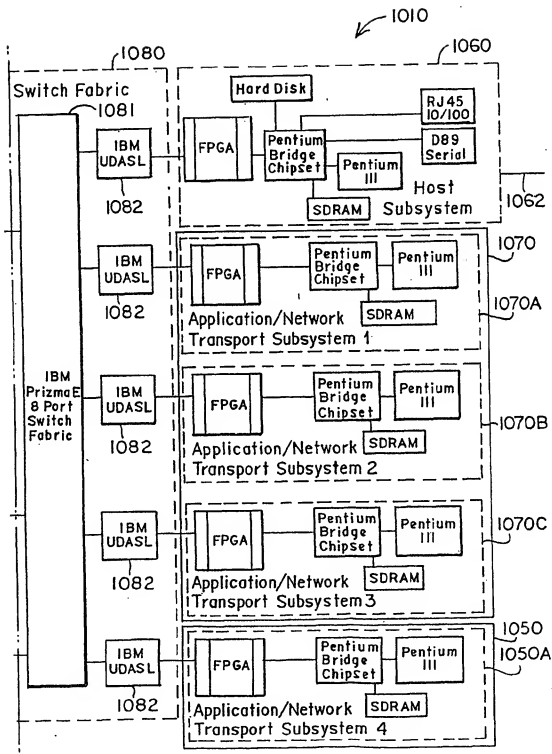 1010
1080
1060
Switch Fabric
1081
Hard Disk
RJ45
10/100
IBM
UDASL
FPGA
Pentium
Bridge
Chipset
D89
Serial
Pentium
III
1082
Host
Subsystem
SDRAM
1062
1070
IBM
UDASL
FPGA
Pentium
Bridge
Chipset
Pentium
III
1082
SDRAM
1070A
Application/Network
Transport Subsystem 1
IBM
PrizmaE
8 Port
Switch
Fabric
IBM
UDASL
FPGA
Pentium
Bridge
Chipset
Pentium
III
1082
SDRAM
1070B
Application/Network
Transport Subsystem 2
IBM
UDASL
FPGA
Pentium
Bridge
Chipset
Pentium
III
1070C
1082
SDRAM
Application/Network
Transport Subsystem 3
1050
1050A
IBM
UDASL
FPGA
Pentium
Bridge
Chipset
Pentium
III
1082
SDRAM
Application/Network
Transport Subsystem 4